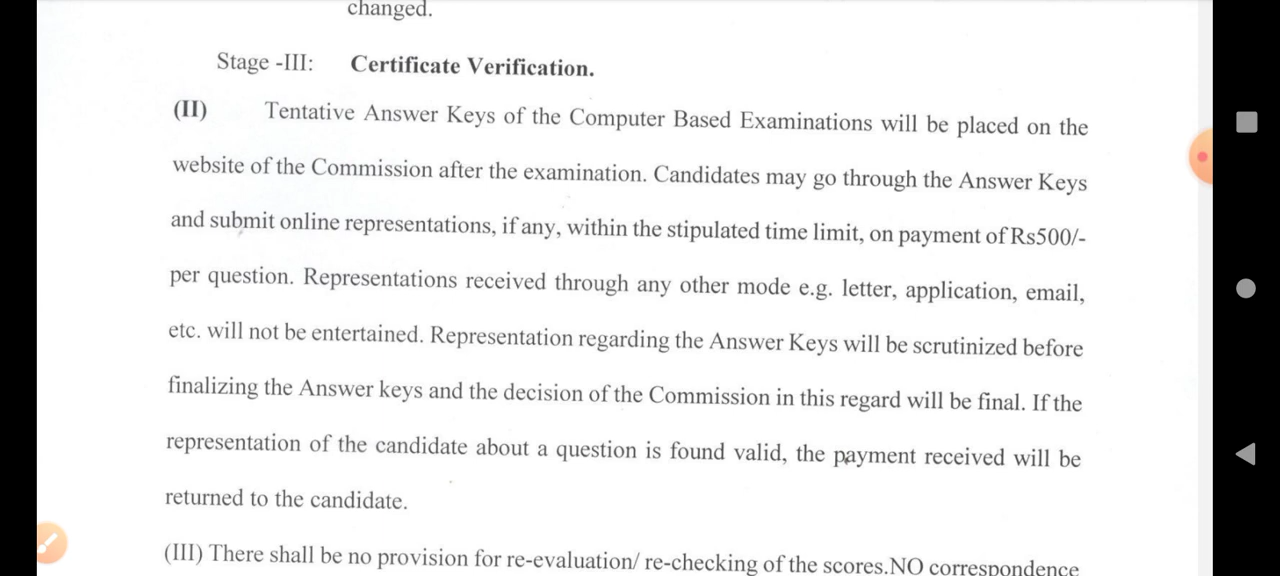 changed.
Stage -III: Certificate Verification.
(II) Tentative Answer Keys of the Computer Based Examinations will be placed on the
website of the Commission after the examination. Candidates may go through the Answer Keys
and submit online representations, if any, within the stipulated time limit, on payment of Rs500/-
per question. Representations received through any other mode e.g. letter, application, email,
etc. will not be entertained. Representation regarding the Answer Keys will be scrutinized before
finalizing the Answer keys and the decision of the Commission in this regard will be final. If the
representation of the candidate about a question is found valid, the payment received will be
returned to the candidate.
(III) There shall be no provision for re-evaluation/ re-checking of the scores.NO correspondence